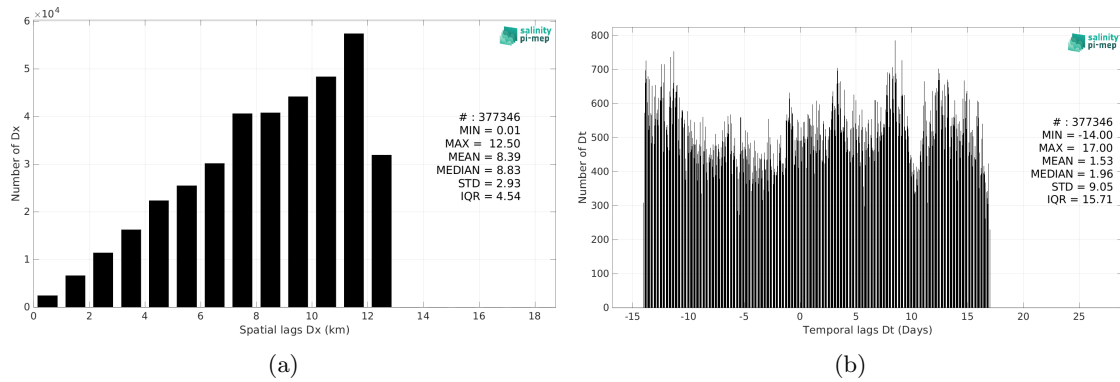 ×10⁴
6
5
4
3
2
1
0
Number of Dx
0 2 4 6 8 10 12 14 16 18
Spatial lags Dx (km)
salinity
pi-mep
# : 377346
MIN = 0.01
MAX = 12.50
MEAN = 8.39
MEDIAN = 8.83
STD = 2.93
IQR = 4.54
(a)
800
700
600
500
400
300
200
100
0
Number of Dt
-15 -10 -5 0 5 10 15 20 25
Temporal lags Dt (Days)
salinity
pi-mep
# : 377346
MIN = -14.00
MAX = 17.00
MEAN = 1.53
MEDIAN = 1.96
STD = 9.05
IQR = 15.71
(b)